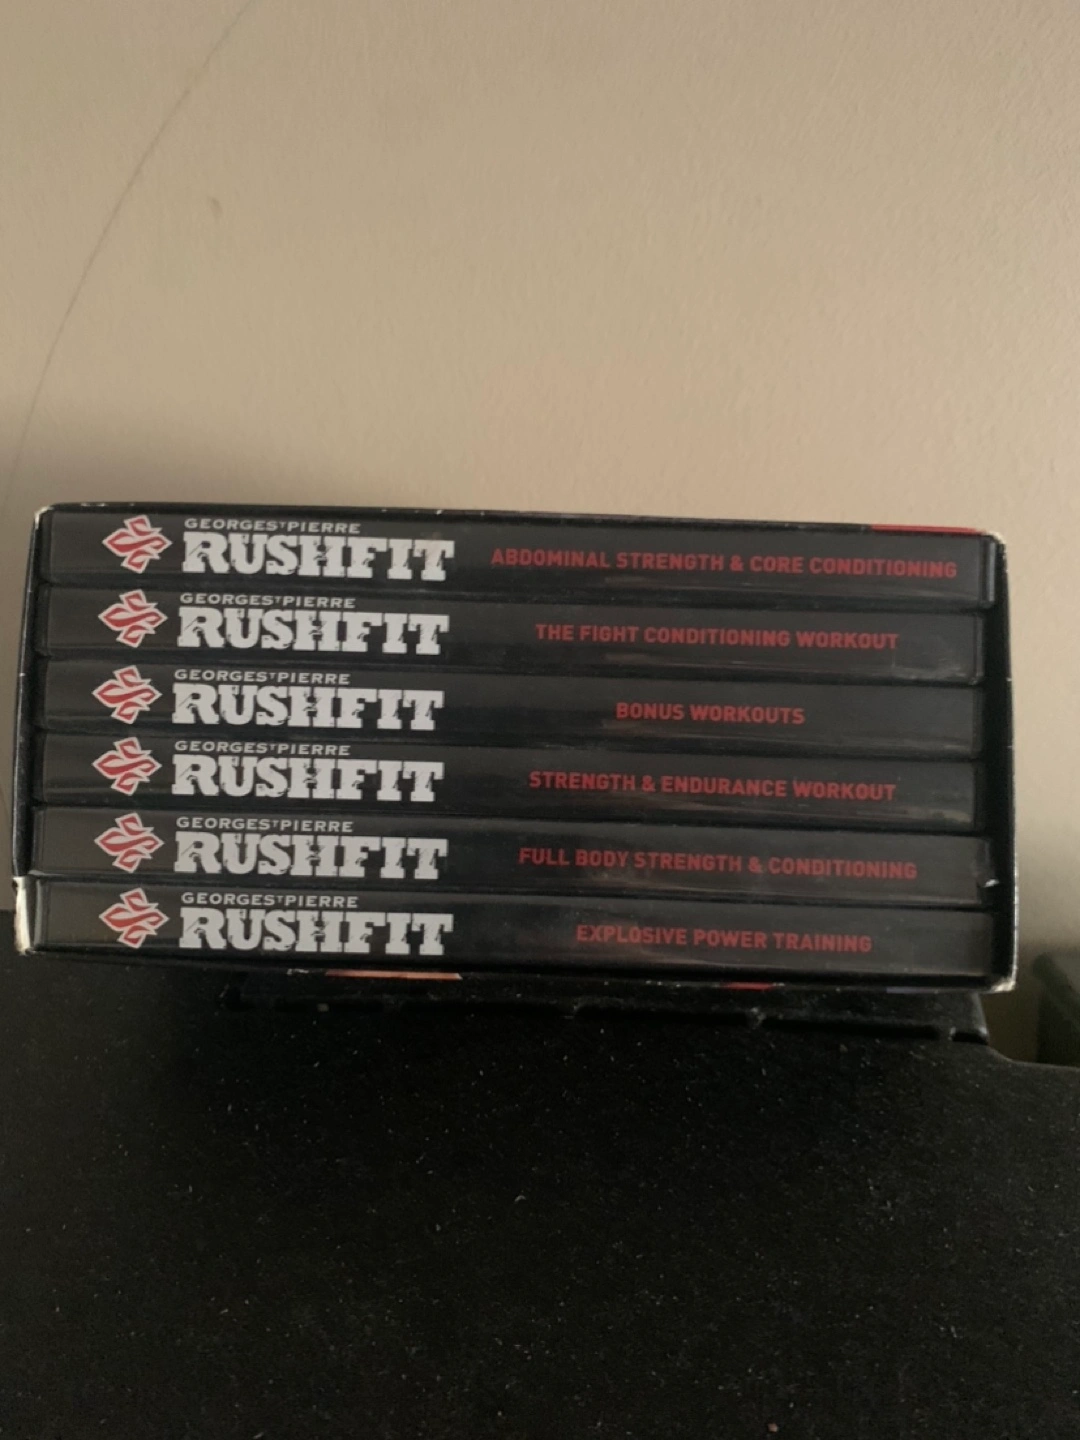 GEORGES ST PIERRE
RUSHFIT
ABDOMINAL STRENGTH & CORE CONDITIONING
GEORGES ST PIERRE
RUSHFIT
THE FIGHT CONDITIONING WORKOUT
GEORGES ST PIERRE
RUSHFIT
BONUS WORKOUTS
GEORGES ST PIERRE
RUSHFIT
STRENGTH & ENDURANCE WORKOUT
GEORGES ST PIERRE
RUSHFIT
FULL BODY STRENGTH & CONDITIONING
GEORGES ST PIERRE
RUSHFIT
EXPLOSIVE POWER TRAINING